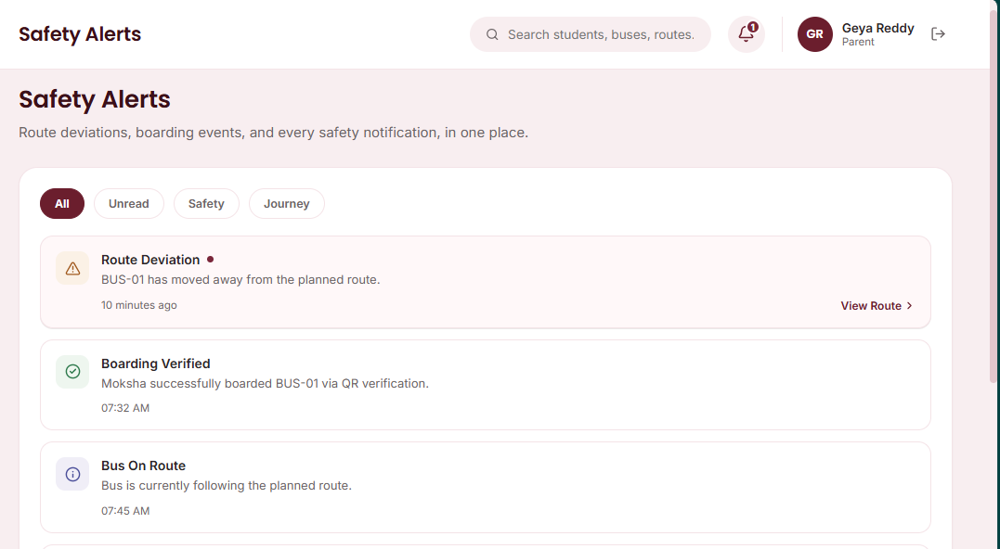 Safety Alerts
Search students, buses, routes.
1
GR
Geya Reddy
Parent
Safety Alerts
Route deviations, boarding events, and every safety notification, in one place.
All
Unread
Safety
Journey
Route Deviation
BUS-01 has moved away from the planned route.
10 minutes ago
View Route
Boarding Verified
Moksha successfully boarded BUS-01 via QR verification.
07:32 AM
Bus On Route
Bus is currently following the planned route.
07:45 AM